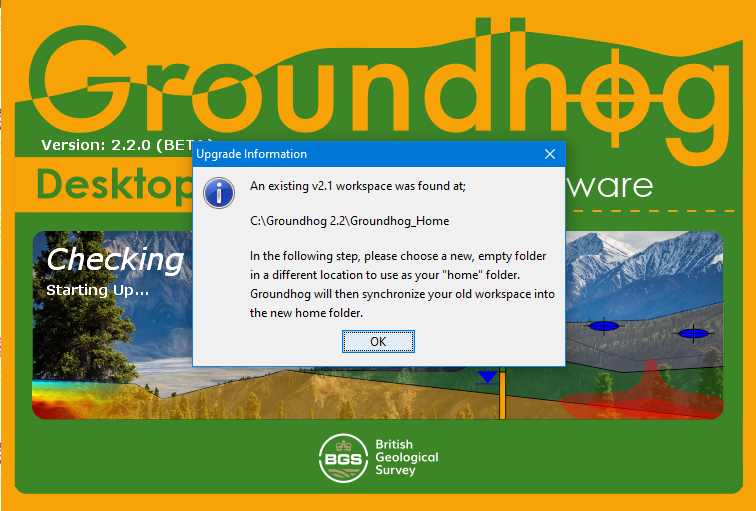 Groundhog
Version: 2.2.0 (BETA)
Desktop
ware
Upgrade Information
An existing v2.1 workspace was found at;
C:\Groundhog 2.2\Groundhog_Home
In the following step, please choose a new, empty folder
in a different location to use as your "home" folder.
Groundhog will then synchronize your old workspace into
the new home folder.
OK
Checking
Starting Up...
BGS
British
Geological
Survey